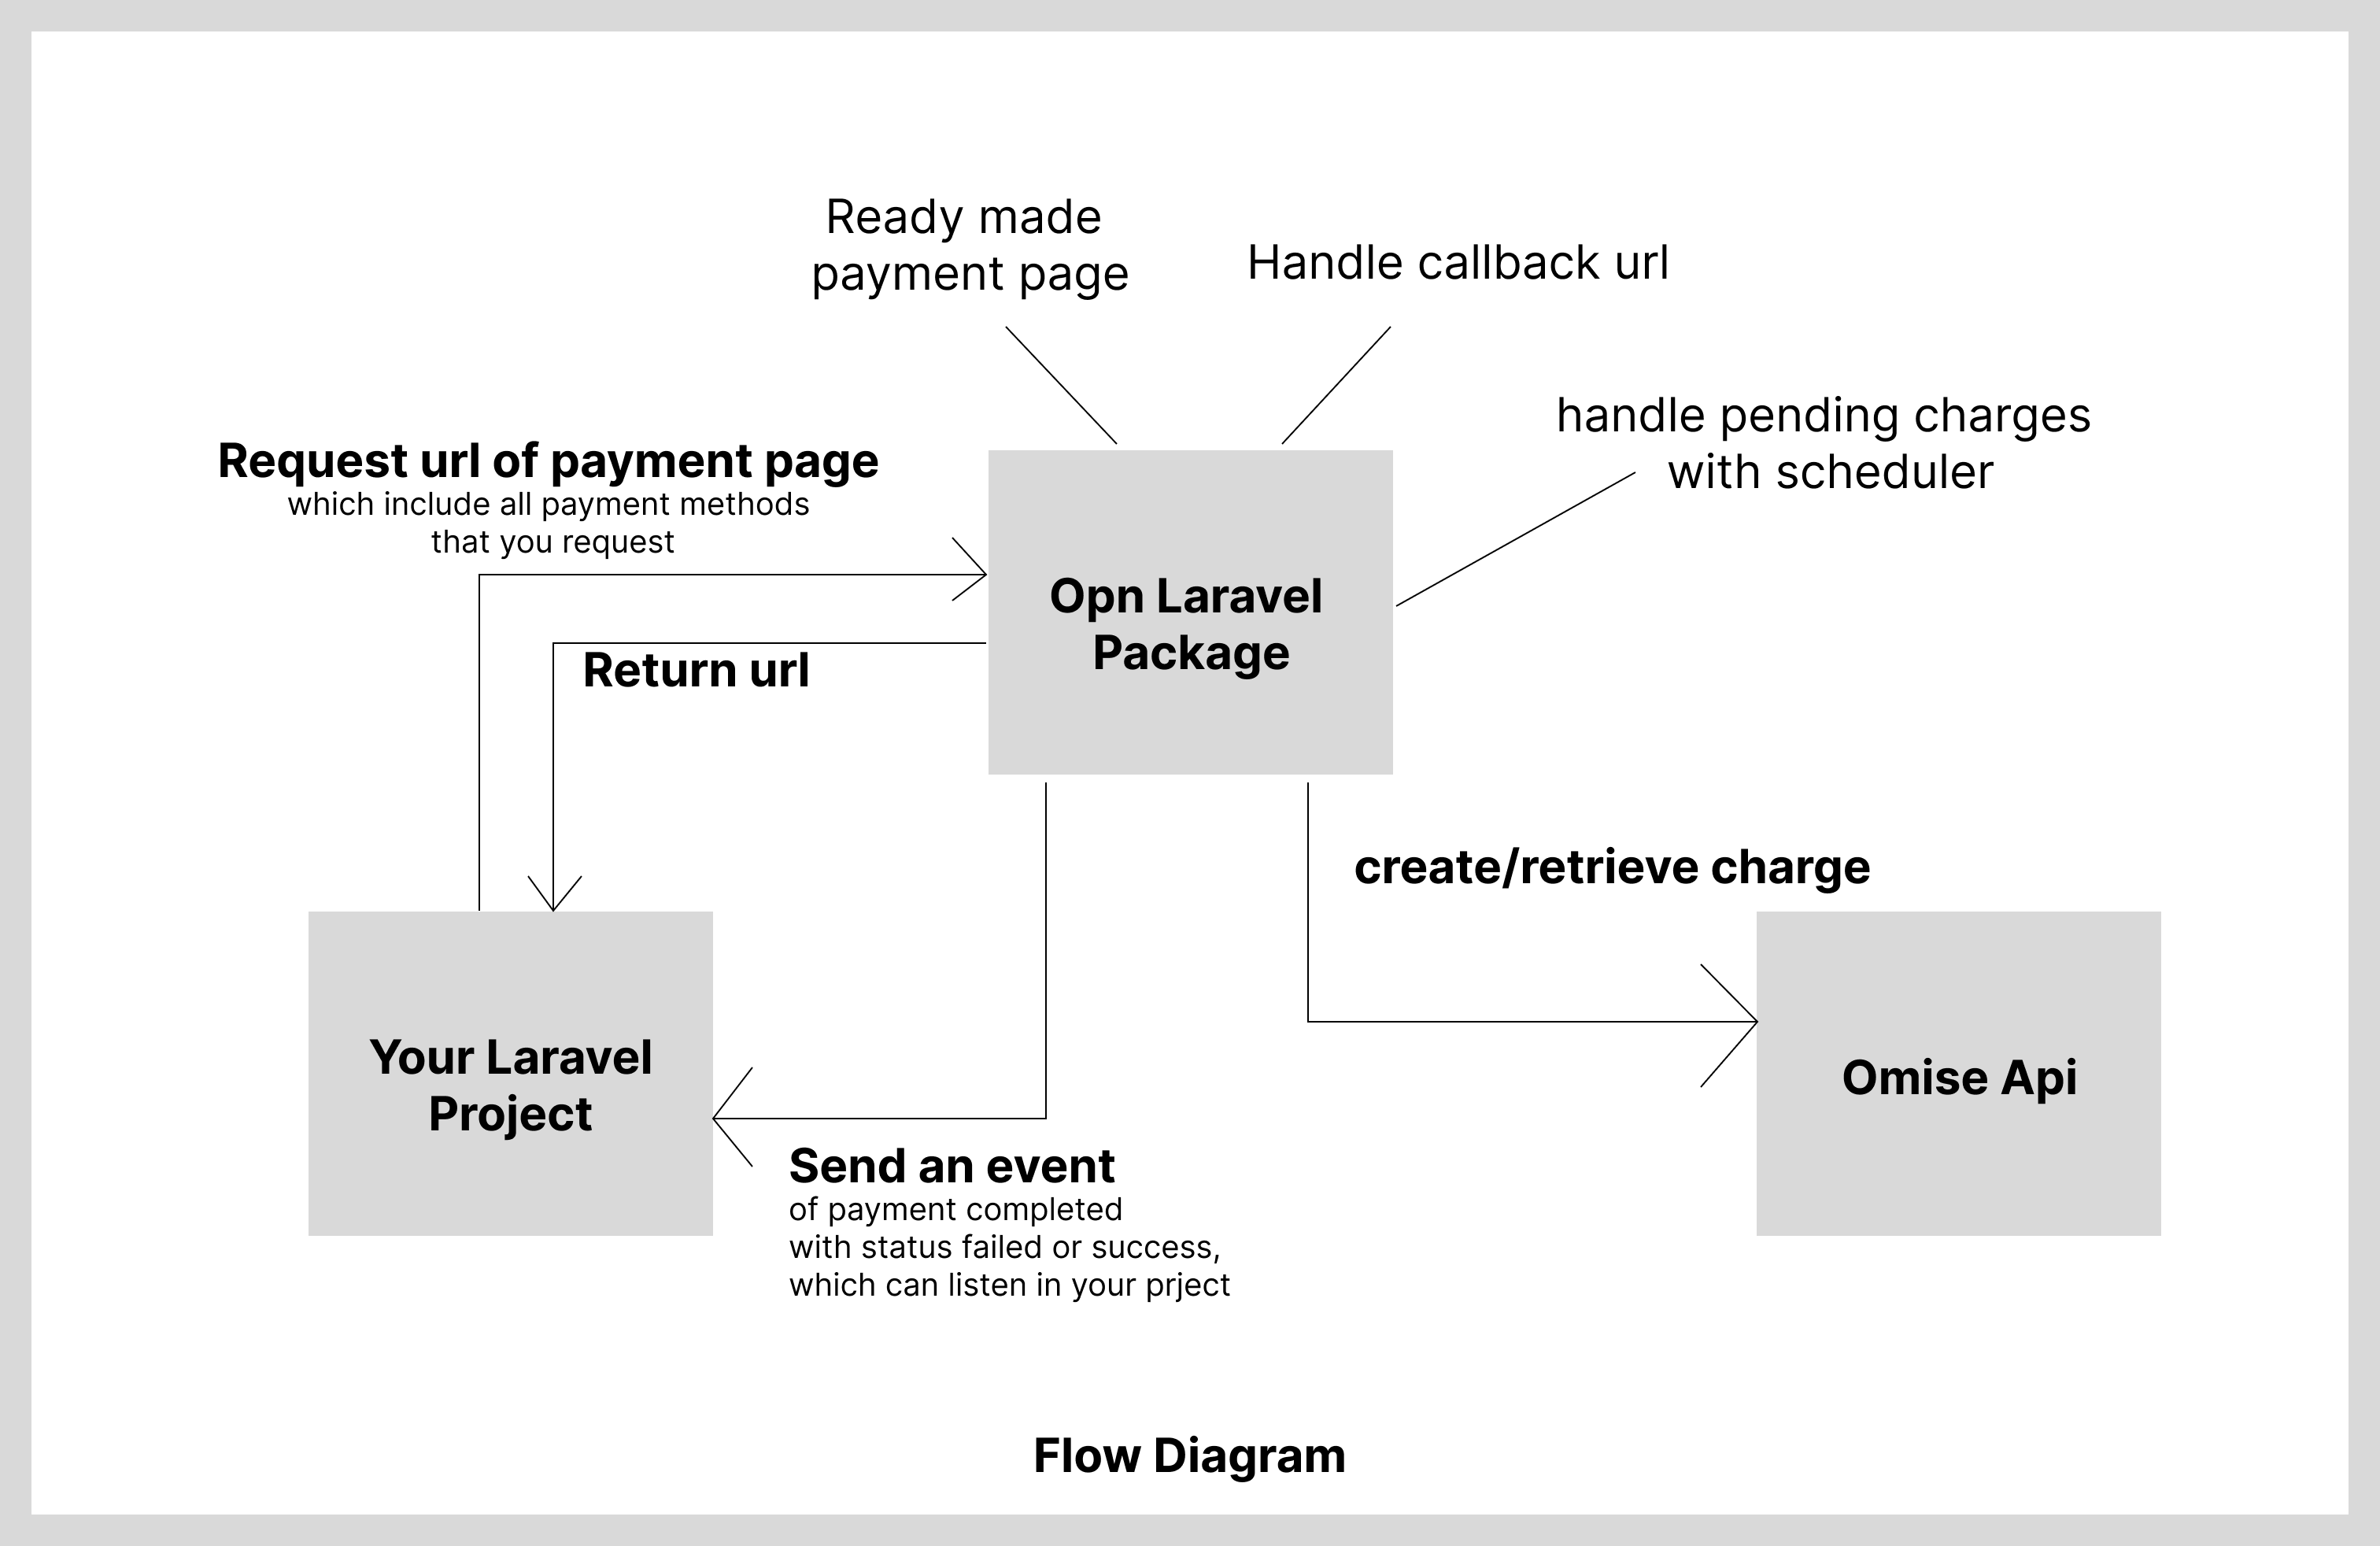 Ready made
payment page
Handle callback url
handle pending charges
with scheduler
Request url of payment page
which include all payment methods
that you request
Opn Laravel
Package
Return url
create/retrieve charge
Your Laravel
Project
Omise Api
Send an event
of payment completed
with status failed or success,
which can listen in your prject
Flow Diagram